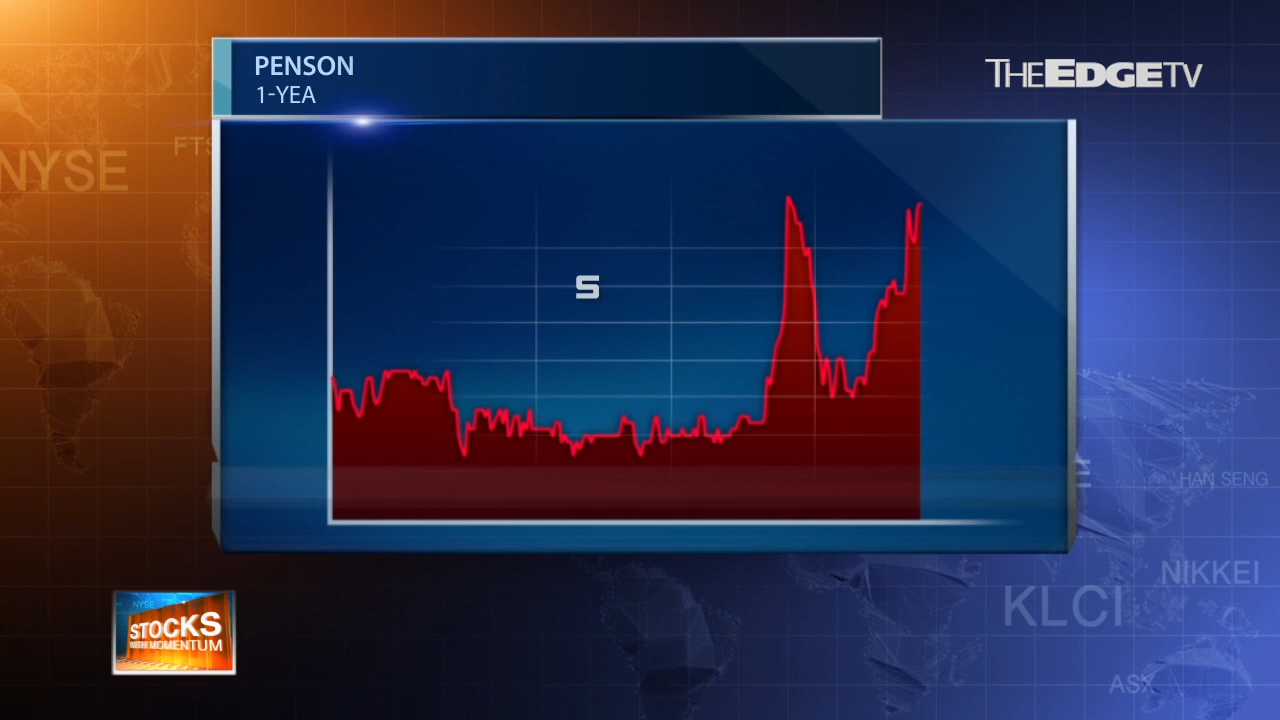 PENSON
1-YEA
THEEDGETV
FTS
NYSE
S
HAN SENG
NIKKEI
KLCI
ASX
NYSE
STOCKS
WITH MOMENTUM